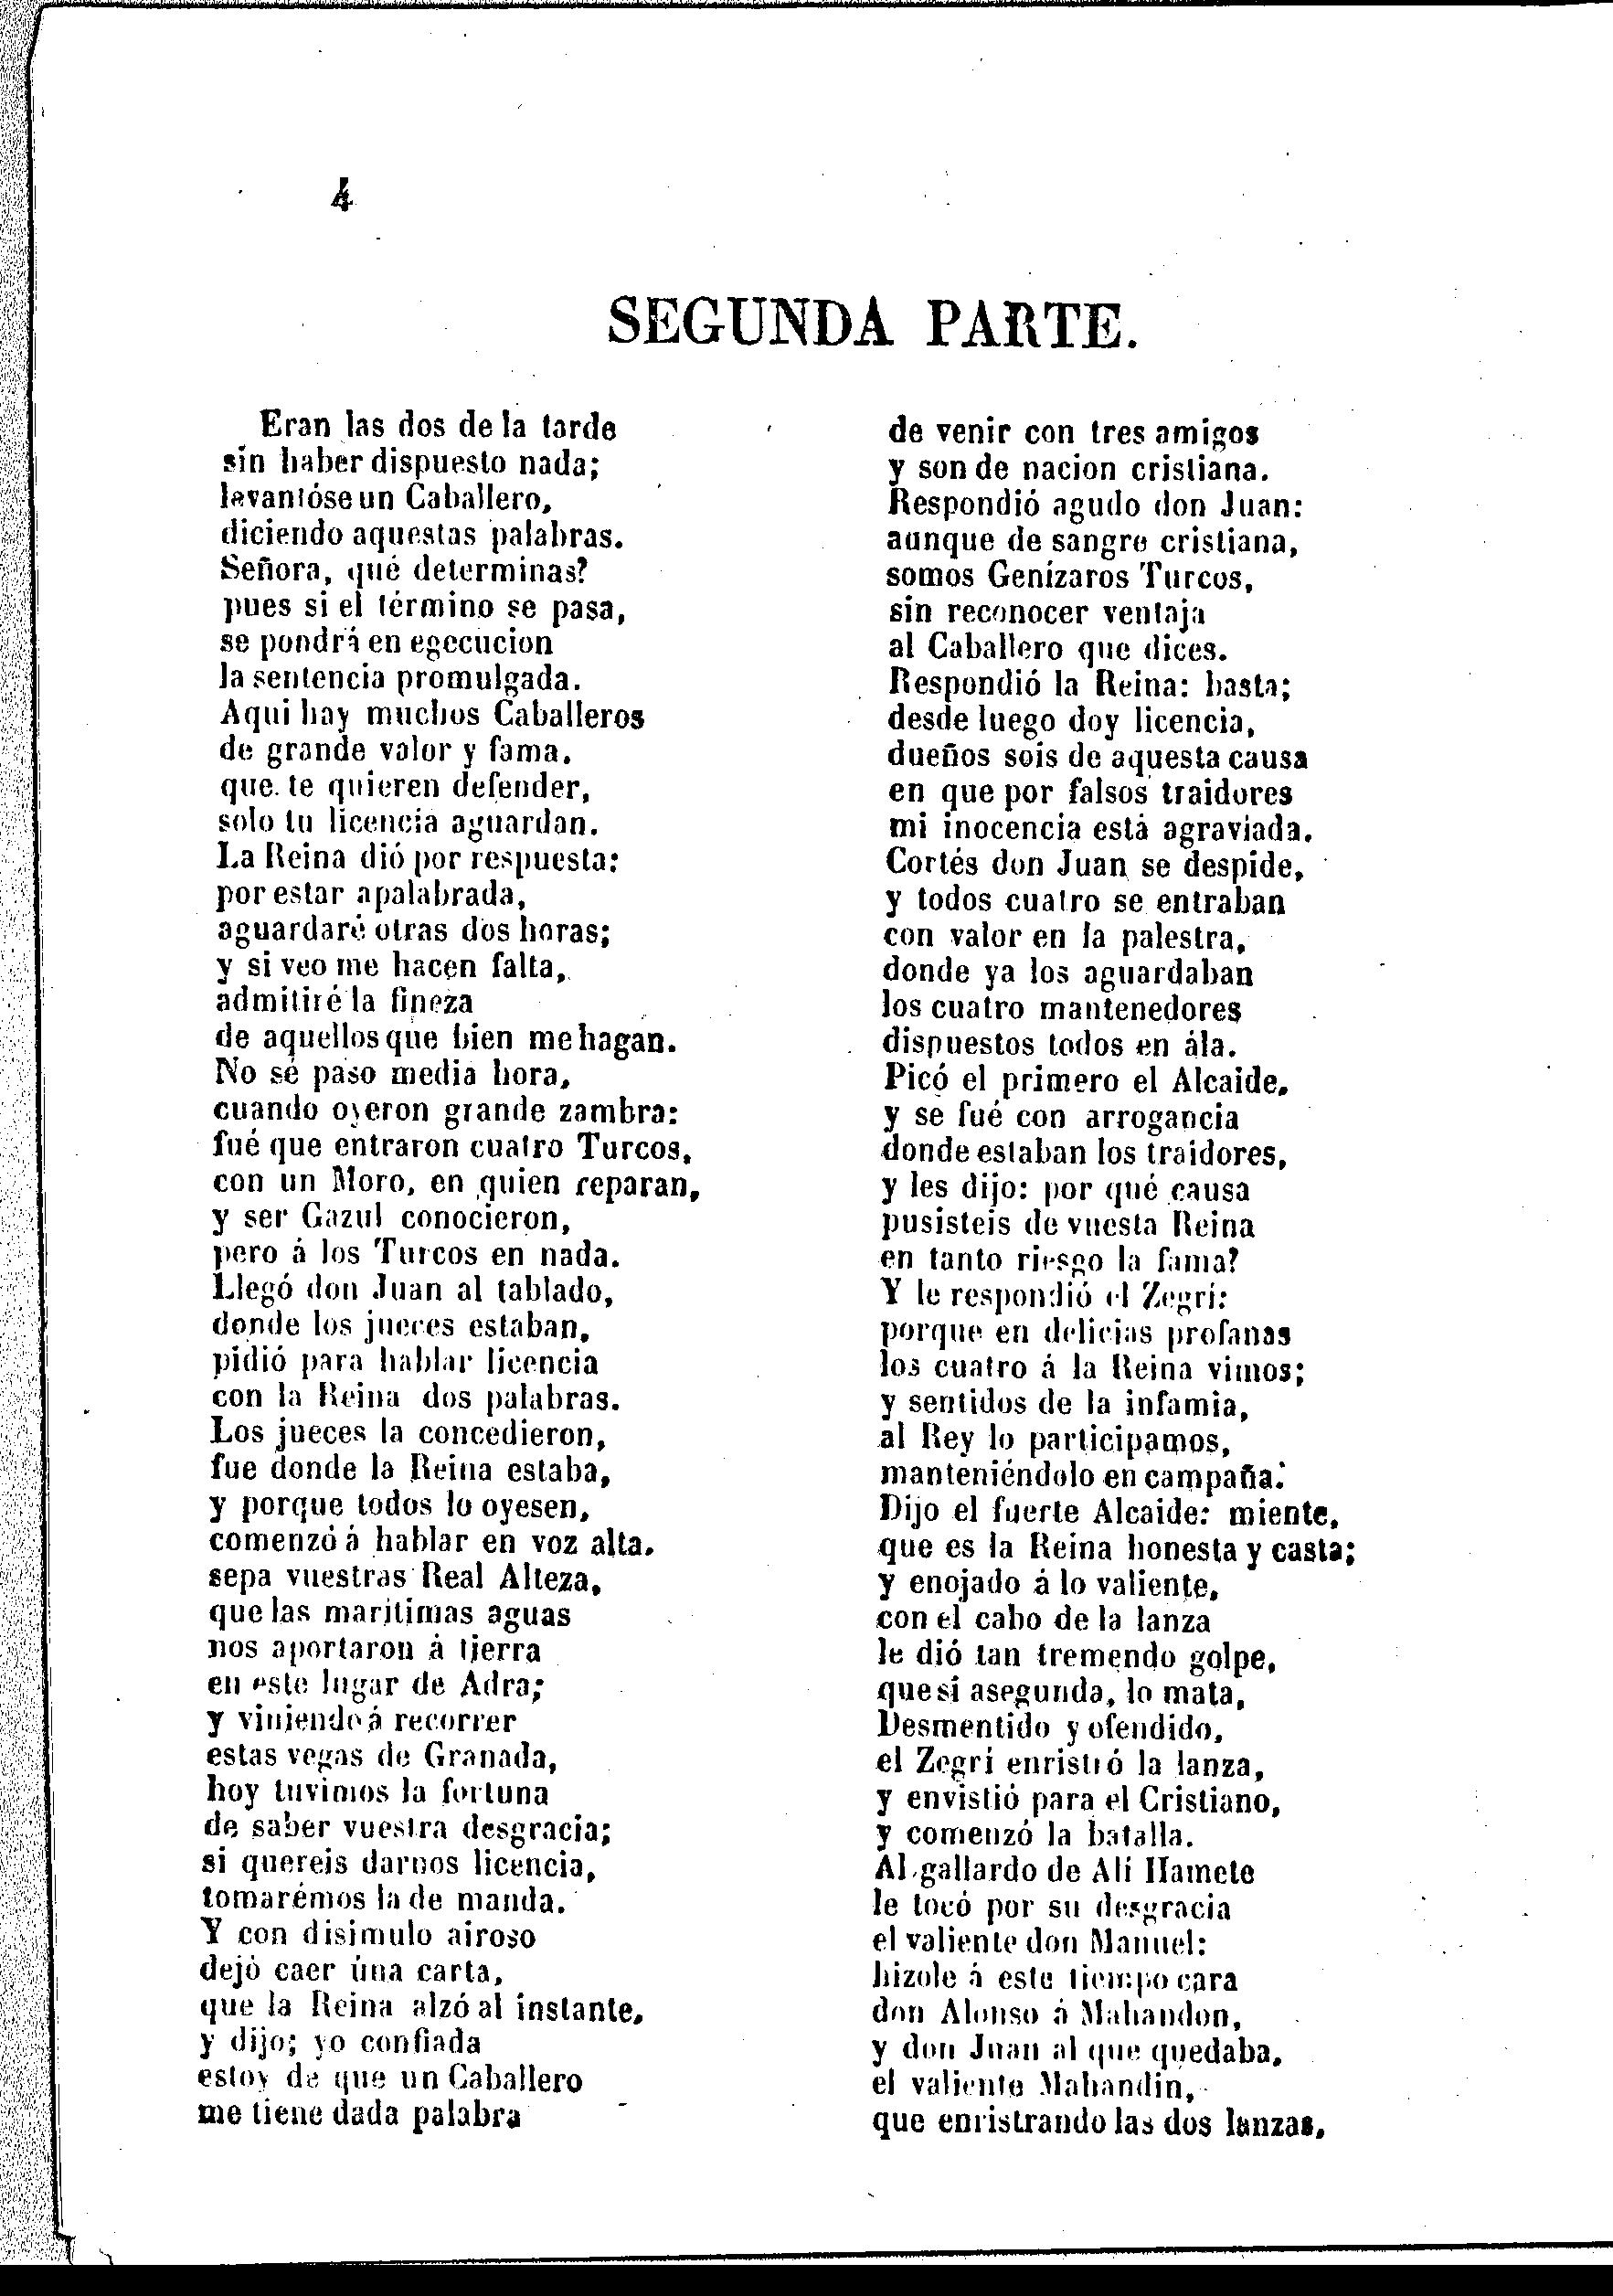 4
SEGUNDA PARTE.
Eran las dos de la tarde
sin haber dispuesto nada;
levantóse un Caballero,
diciendo aquestas palabras.
Señora, qué determinas?
pues si el término se pasa,
se pondrá en egecucion
la sentencia promulgada.
Aqui hay muchos Caballeros
de grande valor y fama.
que te quieren defender,
solo tu licencia aguardan.
La Reina dió por respuesta:
por estar apalabrada,
aguardaré otras dos horas;
y si veo me hacen falta,
admitiré la fineza
de aquellos que bien me hagan.
No se paso media hora,
cuando oyeron grande zambra:
fué que entraron cuatro Turcos,
con un Moro, en quien reparan,
y ser Gazul conocieron,
pero á los Turcos en nada.
Llegó don Juan al tablado,
donde los jueces estaban,
pidió para hablar licencia
con la Reina dos palabras.
Los jueces la concedieron,
fue donde la Reina estaba,
y porque todos lo oyesen,
comenzó á hablar en voz alta.
sepa vuestras Real Alteza,
que las maritimas aguas
nos aportaron á tierra
en este lugar de Adra;
y viniendo á recorrer
estas vegas de Granada,
hoy tuvimos la fortuna
de saber vuestra desgracia;
si quereis darnos licencia,
tomarémos la de manda.
Y con disimulo airoso
dejó caer úna carta,
que la Reina alzó al instante,
y dijo; yo confiada
estoy de que un Caballero
me tiene dada palabra
de venir con tres amigos
y son de nacion cristiana.
Respondió agudo don Juan:
aunque de sangre cristiana,
somos Genízaros Turcos,
sin reconocer ventaja
al Caballero que dices.
Respondió la Reina: basta;
desde luego doy licencia,
dueños sois de aquesta causa
en que por falsos traidores
mi inocencia está agraviada.
Cortés don Juan se despide,
y todos cuatro se entraban
con valor en la palestra,
donde ya los aguardaban
los cuatro mantenedores
dispuestos todos en ála.
Picó el primero el Alcaide,
y se fué con arrogancia
donde estaban los traidores,
y les dijo: por qué causa
pusisteis de vuesta Reina
en tanto riesgo la fama?
Y le respondió el Zegrí:
porque en delicias profanas
los cuatro á la Reina vimos;
y sentidos de la infamia,
al Rey lo participamos,
manteniéndolo en campaña.
Dijo el fuerte Alcaide: miente,
que es la Reina honesta y casta;
y enojado á lo valiente,
con el cabo de la lanza
le dió tan tremendo golpe,
que si asegunda, lo mata,
Desmentido y ofendido,
el Zegrí enristró la lanza,
y envistió para el Cristiano,
y comenzó la batalla.
Al gallardo de Alí Hamete
le tocó por su desgracia
el valiente don Manuel:
hizole á este tiempo cara
don Alonso á Mahandon,
y don Juan al que quedaba,
el valiente Mahandin,
que enristrando las dos lanzas,